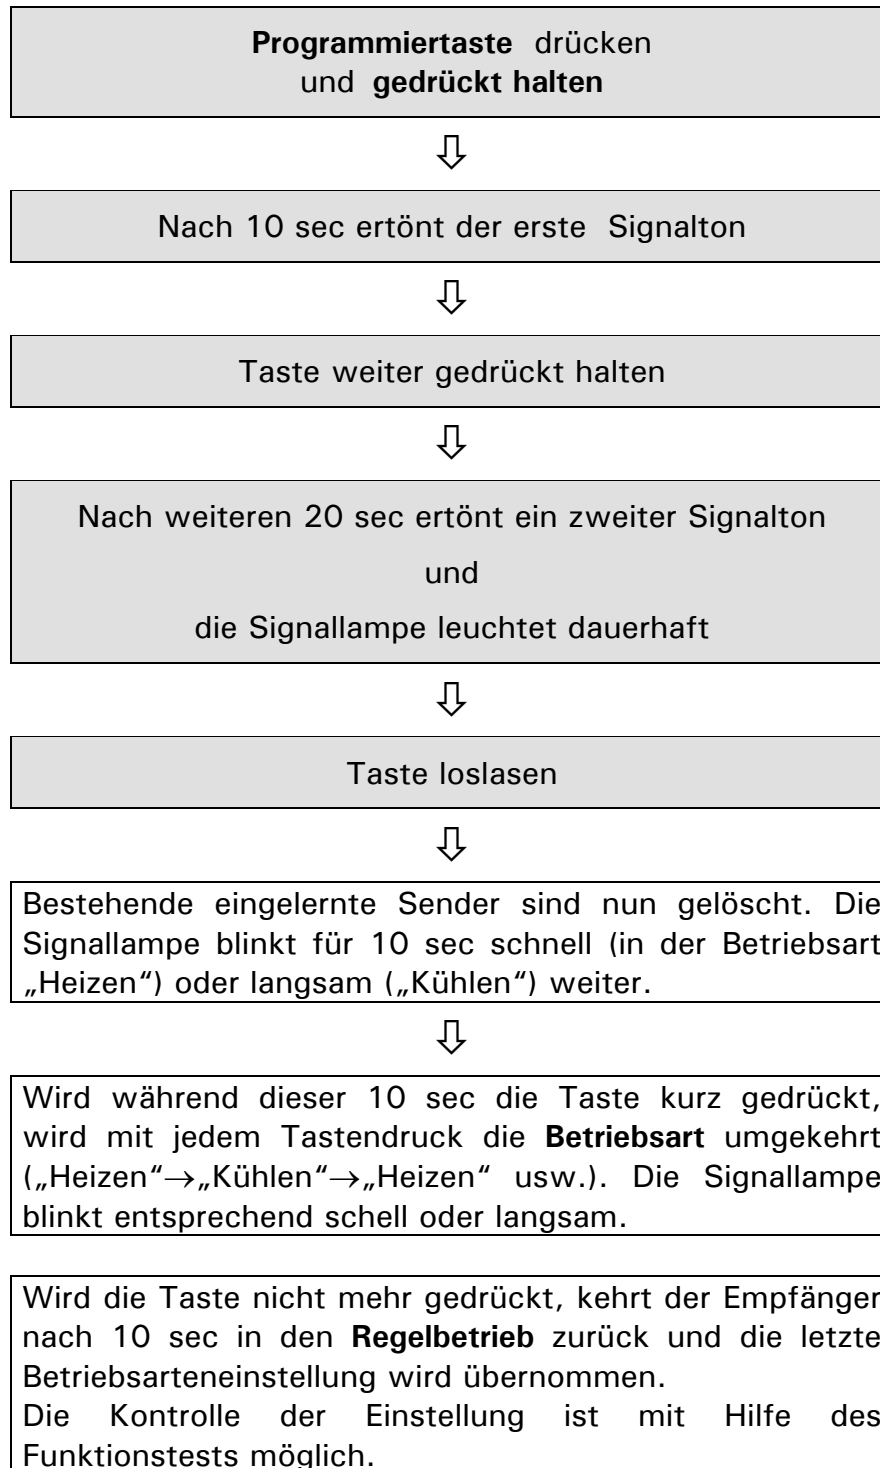 Programmiertaste drücken
und gedrückt halten
⇩
Nach 10 sec ertönt der erste Signalton
⇩
Taste weiter gedrückt halten
⇩
Nach weiteren 20 sec ertönt ein zweiter Signalton
und
die Signallampe leuchtet dauerhaft
⇩
Taste loslasen
⇩
Bestehende eingelernte Sender sind nun gelöscht. Die
Signallampe blinkt für 10 sec schnell (in der Betriebsart
„Heizen“) oder langsam („Kühlen“) weiter.
⇩
Wird während dieser 10 sec die Taste kurz gedrückt,
wird mit jedem Tastendruck die Betriebsart umgekehrt
(„Heizen“→„Kühlen“→„Heizen“ usw.). Die Signallampe
blinkt entsprechend schell oder langsam.
Wird die Taste nicht mehr gedrückt, kehrt der Empfänger
nach 10 sec in den Regelbetrieb zurück und die letzte
Betriebsarteneinstellung wird übernommen.
Die Kontrolle der Einstellung ist mit Hilfe des
Funktionstests möglich.